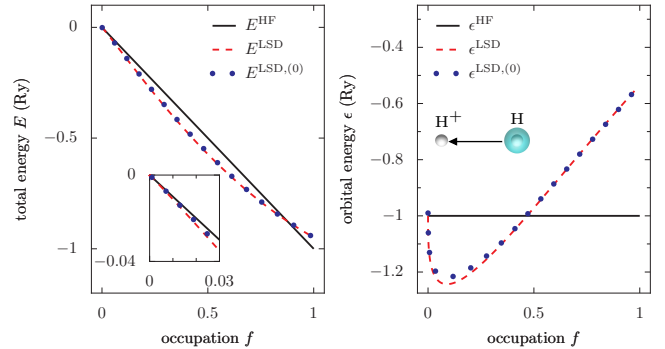 0
−0.5
−1
total energy E (Ry)
E^HF
E^LSD
E^LSD,(0)
0
−0.04
0
0.03
0
0.5
1
occupation f
−0.4
−0.6
−0.8
−1
−1.2
orbital energy ϵ (Ry)
ϵ^HF
ϵ^LSD
ϵ^LSD,(0)
H+
H
0
0.5
1
occupation f